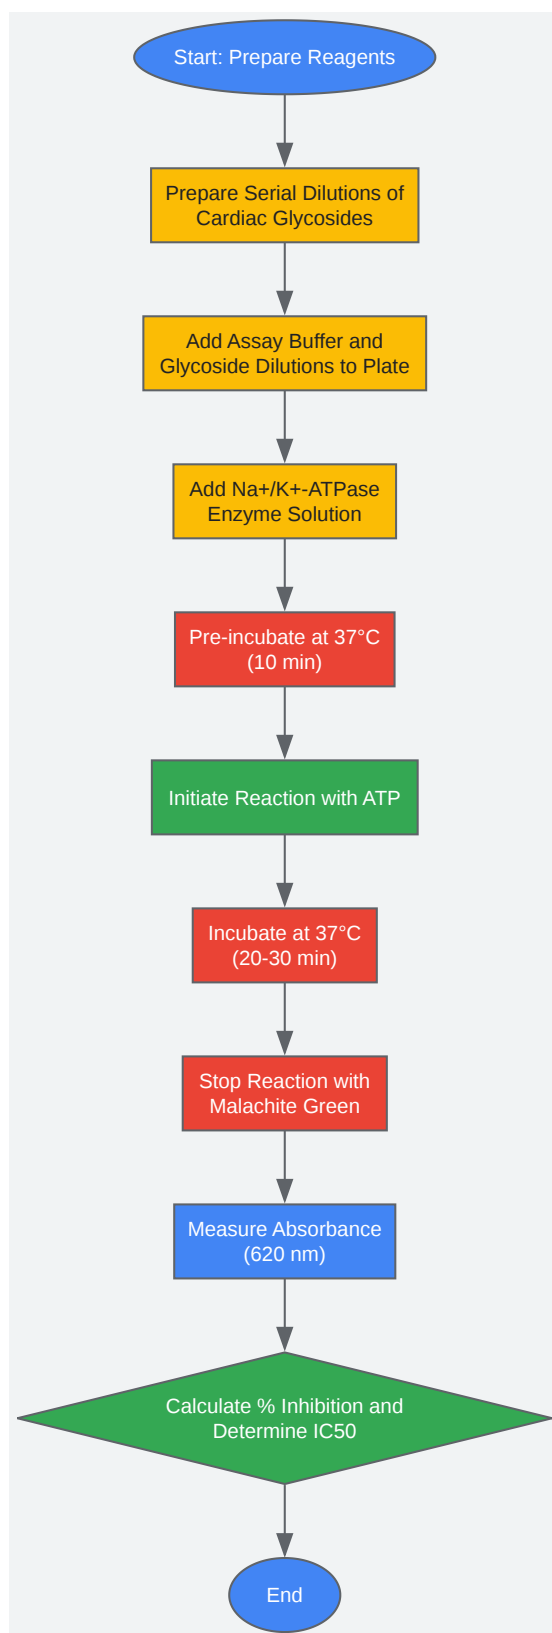 Start: Prepare Reagents
Prepare Serial Dilutions of
Cardiac Glycosides
Add Assay Buffer and
Glycoside Dilutions to Plate
Add Na+/K+-ATPase
Enzyme Solution
Pre-incubate at 37°C
(10 min)
Initiate Reaction with ATP
Incubate at 37°C
(20-30 min)
Stop Reaction with
Malachite Green
Measure Absorbance
(620 nm)
Calculate % Inhibition and
Determine IC50
End